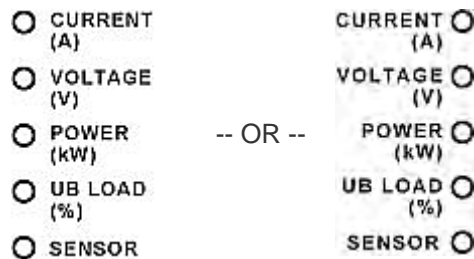 CURRENT
(A)
VOLTAGE
(V)
POWER
(kW)
UB LOAD
(%)
SENSOR
-- OR --
CURRENT
(A)
VOLTAGE
(V)
POWER
(kW)
UB LOAD
(%)
SENSOR